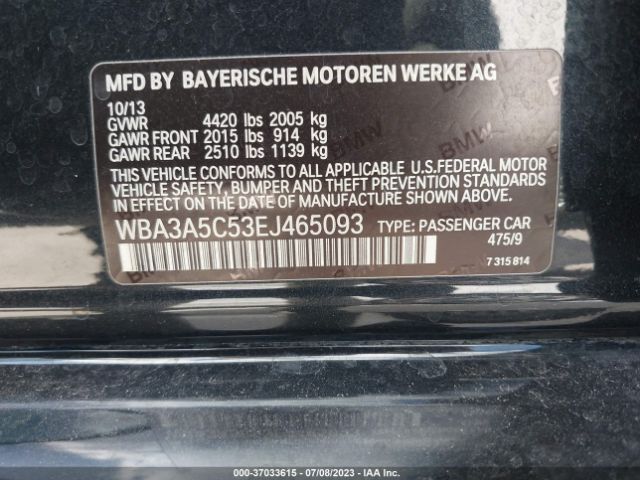 MFD BY BAYERISCHE MOTOREN WERKE AG
10/13
GVWR 4420 lbs 2005 kg
GAWR FRONT 2015 lbs 914 kg
GAWR REAR 2510 lbs 1139 kg
THIS VEHICLE CONFORMS TO ALL APPLICABLE U.S.FEDERAL MOTOR
VEHICLE SAFETY, BUMPER AND THEFT PREVENTION STANDARDS
IN EFFECT ON THE DATE OF MANUFACTURE SHOWN ABOVE.
WBA3A5C53EJ465093 TYPE: PASSENGER CAR
475/9
7 315 814
BMW
000-37033615 - 07/08/2023 - IAA Inc.